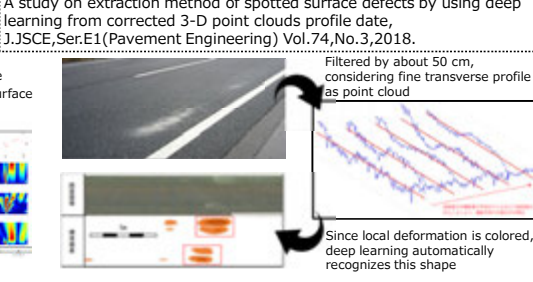 A study on extraction method of spotted surface defects by using deep
learning from corrected 3-D point clouds profile date,
J.JSCE,Ser.E1(Pavement Engineering) Vol.74,No.3,2018.
urface
Filtered by about 50 cm,
considering fine transverse profile
as point cloud
Since local deformation is colored,
deep learning automatically
recognizes this shape